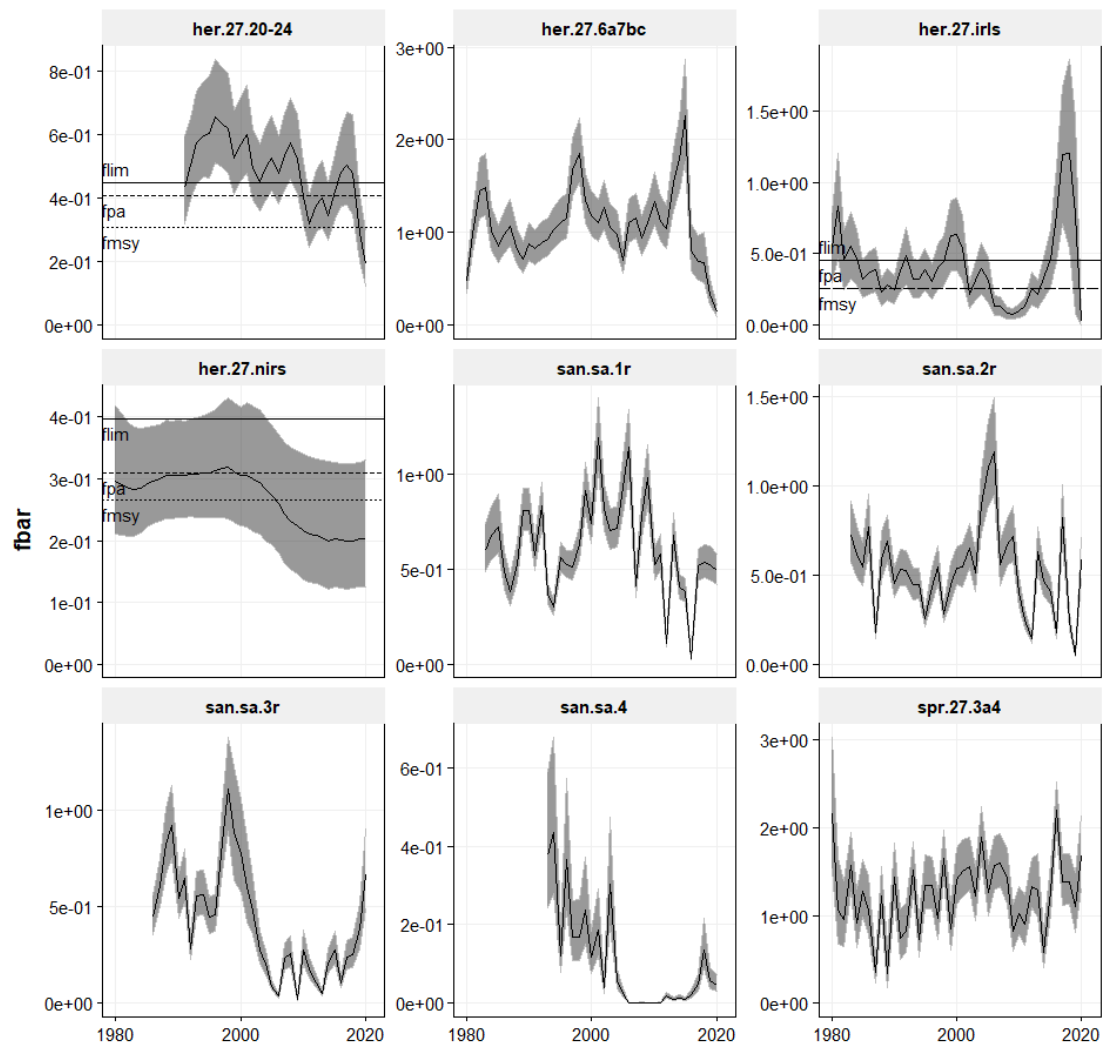 her.27.20-24 her.27.6a7bc her.27.irls
8e-01
6e-01
4e-01
2e-01
0e+00
flim
fpa
fmsy
3e+00
2e+00
1e+00
0e+00
1.5e+00
1.0e+00
5.0e-01
0.0e+00
flim
fpa
fmsy
her.27.nirs san.sa.1r san.sa.2r
4e-01
3e-01
2e-01
1e-01
0e+00
flim
fpa
fmsy
1e+00
5e-01
0e+00
1.5e+00
1.0e+00
5.0e-01
0.0e+00
fbar
san.sa.3r san.sa.4 spr.27.3a4
1e+00
5e-01
0e+00
6e-01
4e-01
2e-01
0e+00
3e+00
2e+00
1e+00
0e+00
1980 2000 2020 1980 2000 2020 1980 2000 2020